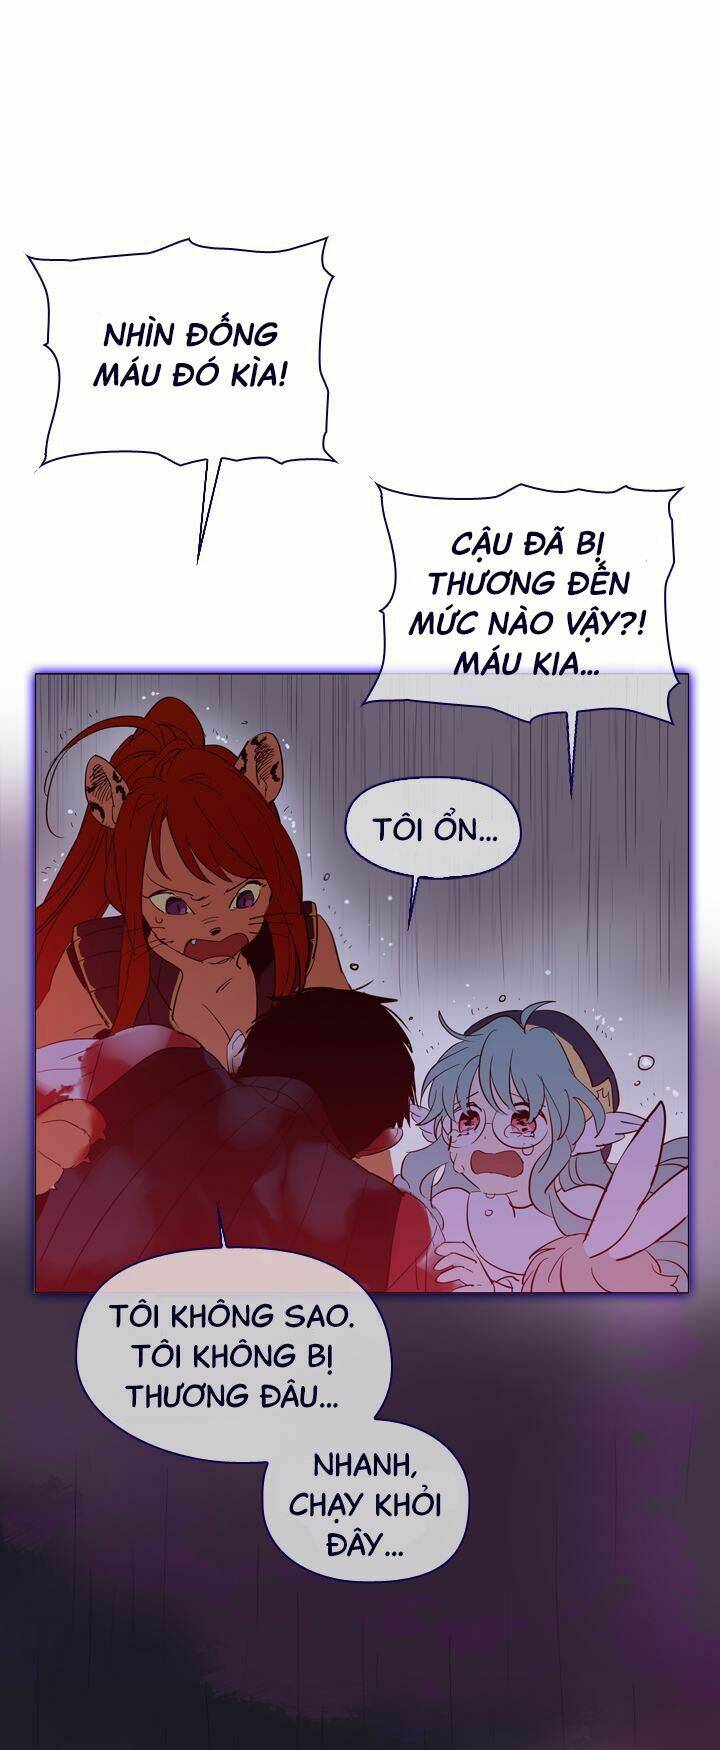 NHÌN ĐỐNG
MÁU ĐÓ KÌA!
CẬU ĐÃ BỊ
THƯƠNG ĐẾN
MỨC NÀO VẬY?!
MÁU KIA...
TÔI ỔN...
TÔI KHÔNG SAO.
TÔI KHÔNG BỊ
THƯƠNG ĐÂU...
NHANH,
CHẠY KHỎI
ĐÂY...